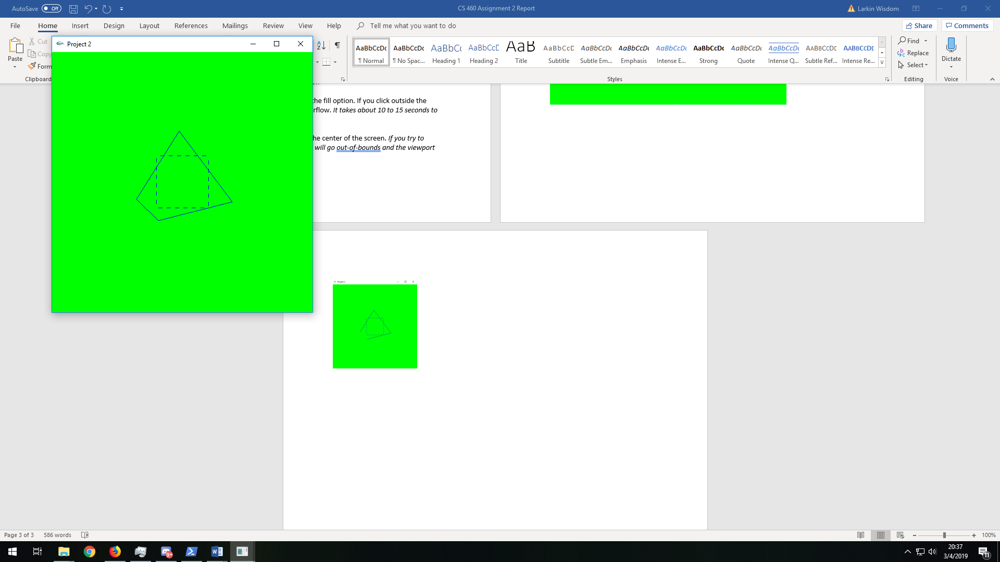 AutoSave Off
CS 460 Assignment 2 Report
Larkin Wisdom
File Home Insert Design Layout References Mailings Review View Help Tell me what you want to do
Share Comments
Paste
Cut
Copy
Form
Clipboard
Project 2
AaBbCcDc AaBbCcDc AaBbC AaBbCcD AaB AaBbCcD AaBbCcDc AaBbCcDc AaBbCcDc AaBbCcDc AaBbCcDc AaBbCcDc AABBCCDE AABBCCDE
¶ Normal ¶ No Spac... Heading 1 Heading 2 Title Subtitle Subtle Em... Emphasis Intense E... Strong Quote Intense Q... Subtle Ref... Intense Re...
Styles
Find
Replace
Select
Editing
Dictate
Voice
the fill option. If you click outside the
rflow. It takes about 10 to 15 seconds to
he center of the screen. If you try to
will go out-of-bounds and the viewport
Project 2
Page 3 of 3 586 words
100%
9+
20:37
3/4/2019
11